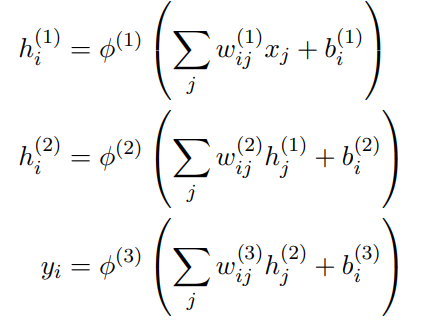 $h_i^{(1)} = \phi^{(1)} \left( \sum_j w_{ij}^{(1)} x_j + b_i^{(1)} \right)$
$h_i^{(2)} = \phi^{(2)} \left( \sum_j w_{ij}^{(2)} h_j^{(1)} + b_i^{(2)} \right)$
$y_i = \phi^{(3)} \left( \sum_j w_{ij}^{(3)} h_j^{(2)} + b_i^{(3)} \right)$